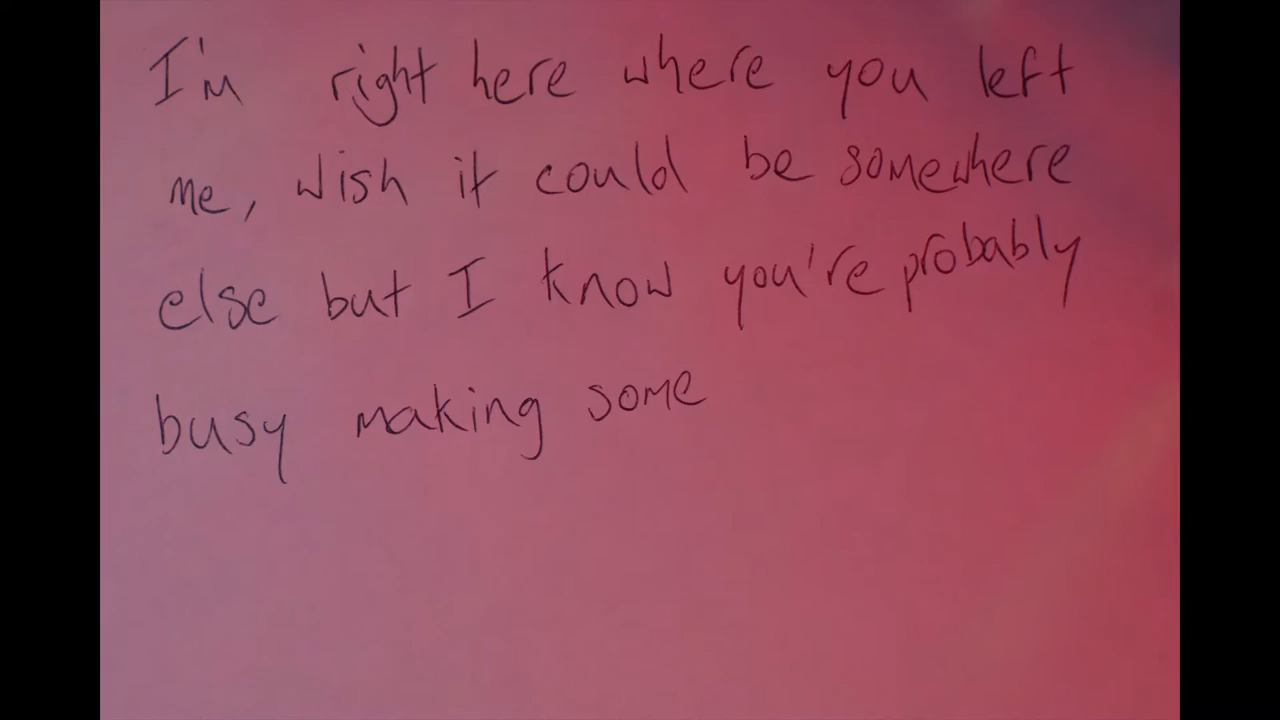 I'm right here where you left
me, wish it could be somewhere
else but I know you're probably
busy making some